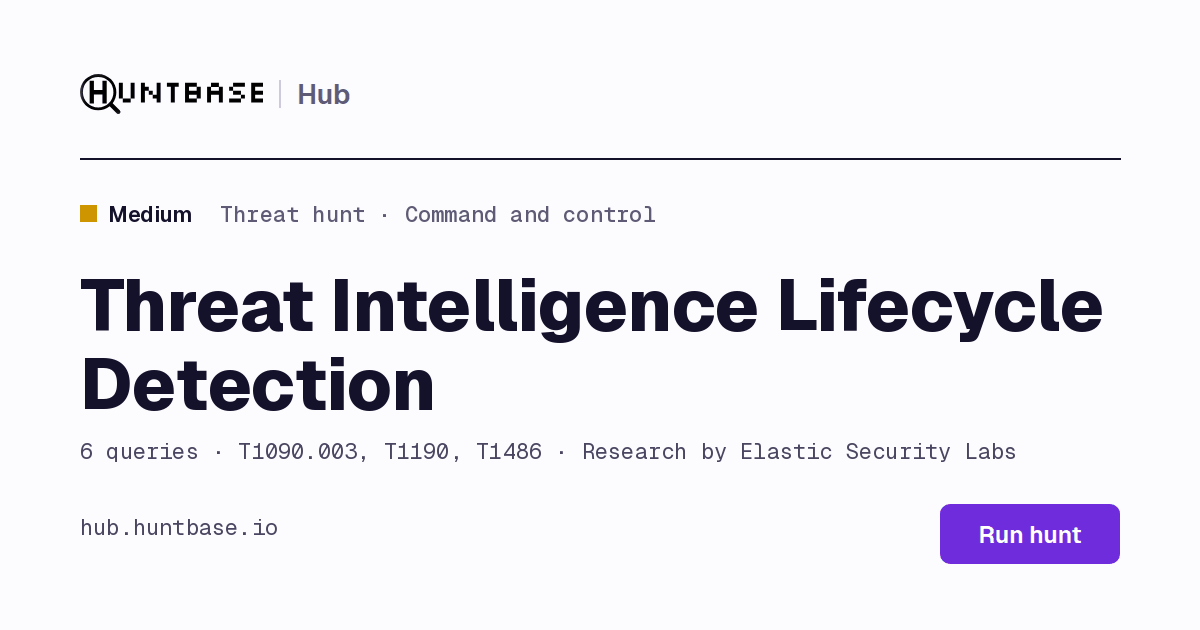 HUNTBASE Hub
Medium Threat hunt · Command and control
Threat Intelligence Lifecycle
Detection
6 queries · T1090.003, T1190, T1486 · Research by Elastic Security Labs
hub.huntbase.io
Run hunt